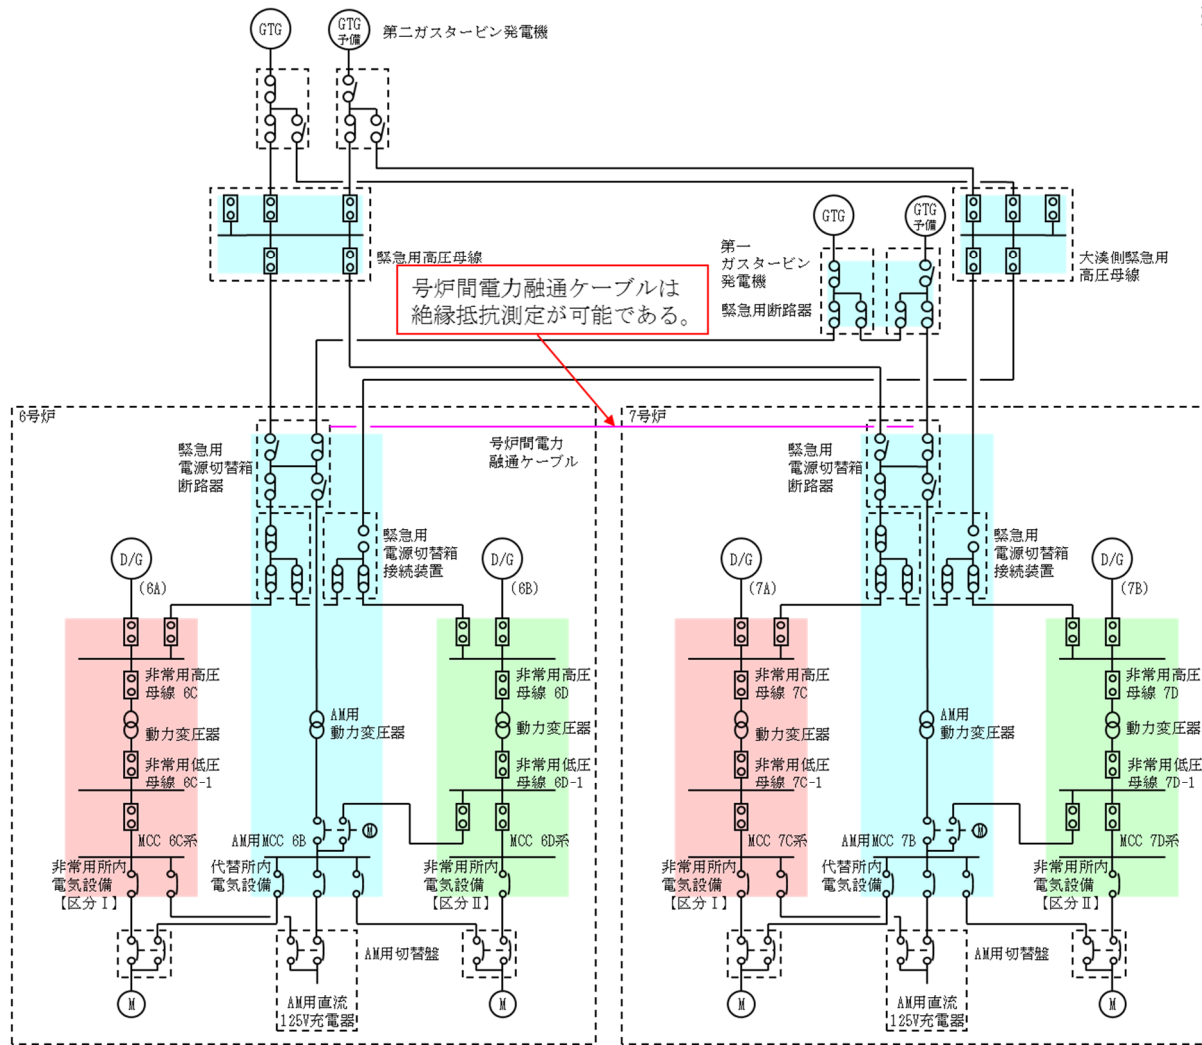 GTG
GTG
予備
第二ガスタービン発電機
緊急用高圧母線
GTG
GTG
予備
第一
ガスタービン
発電機
緊急用断路器
大湊側緊急用
高圧母線
号炉間電力融通ケーブルは
絶縁抵抗測定が可能である。
6号炉
緊急用
電源切替箱
断路器
号炉間電力
融通ケーブル
緊急用
電源切替箱
接続装置
D/G
(6A)
D/G
(6B)
非常用高圧
母線 6C
動力変圧器
非常用低圧
母線 6C-1
MCC 6C系
非常用所内
電気設備
【区分Ⅰ】
AM用
動力変圧器
AM用MCC 6B
M
代替所内
電気設備
非常用高圧
母線 6D
動力変圧器
非常用低圧
母線 6D-1
MCC 6D系
非常用所内
電気設備
【区分Ⅱ】
AM用切替盤
M
AM用直流
125V充電器
M
7号炉
緊急用
電源切替箱
断路器
緊急用
電源切替箱
接続装置
D/G
(7A)
D/G
(7B)
非常用高圧
母線 7C
動力変圧器
非常用低圧
母線 7C-1
MCC 7C系
非常用所内
電気設備
【区分Ⅰ】
AM用
動力変圧器
AM用MCC 7B
M
代替所内
電気設備
非常用高圧
母線 7D
動力変圧器
非常用低圧
母線 7D-1
MCC 7D系
非常用所内
電気設備
【区分Ⅱ】
AM用切替盤
M
AM用直流
125V充電器
M